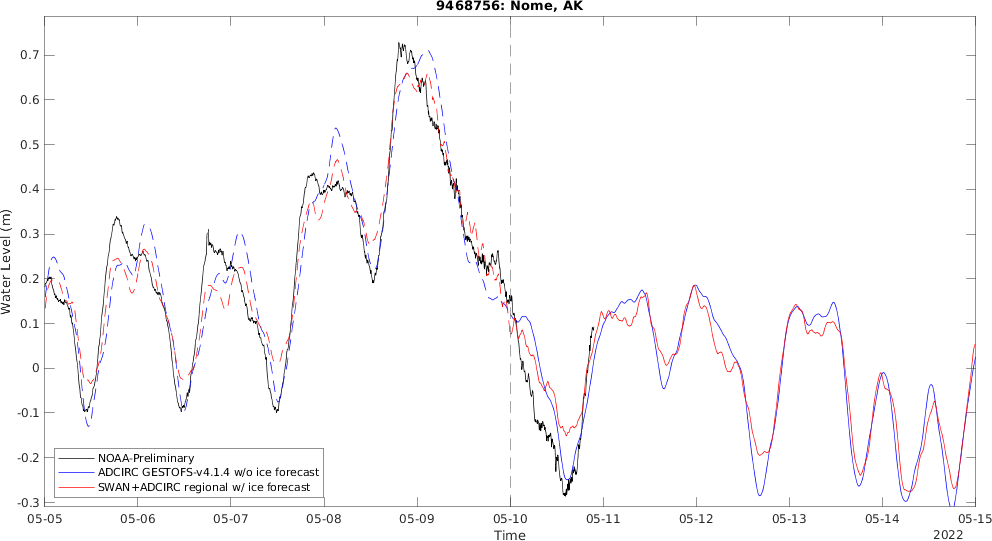 9468756: Nome, AK
0.7
0.6
0.5
0.4
0.3
0.2
0.1
0
-0.1
-0.2
-0.3
Water Level (m)
NOAA-Preliminary
ADCIRC GESTOFS-v4.1.4 w/o ice forecast
SWAN+ADCIRC regional w/ ice forecast
05-05 05-06 05-07 05-08 05-09 05-10 05-11 05-12 05-13 05-14 05-15
Time
2022